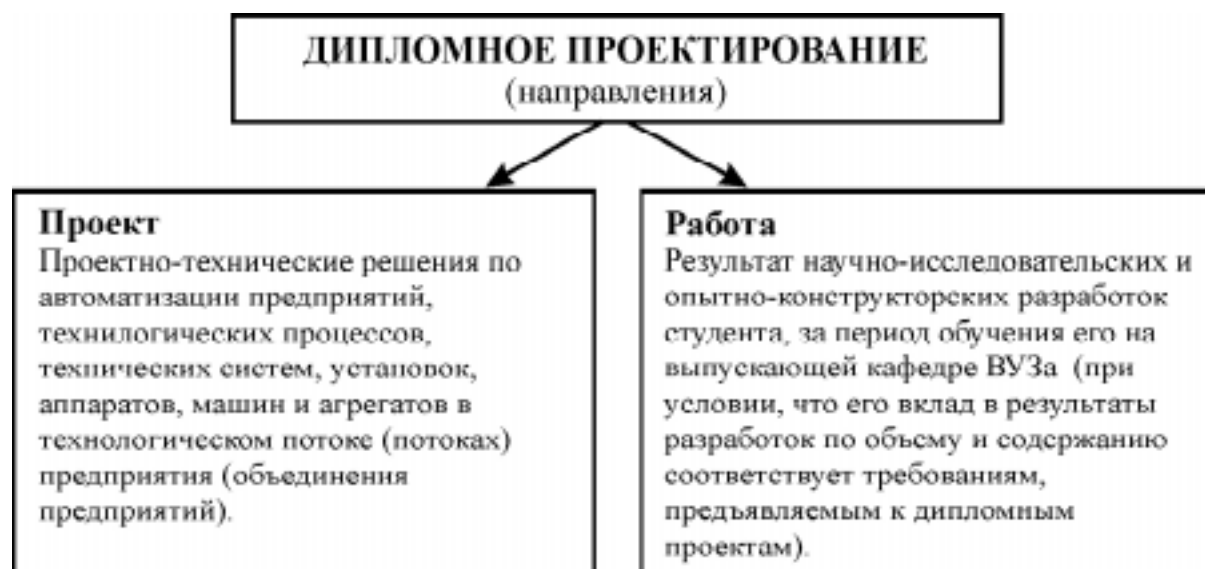 ДИПЛОМНОЕ ПРОЕКТИРОВАНИЕ
(направления)
Проект
Проектно-технические решения по
автоматизации предприятий,
технилогических процессов,
технических систем, установок,
аппаратов, машин и агрегатов в
технологическом потоке (потоках)
предприятия (объединения
предприятий).
Работа
Результат научно-исследовательских и
опытно-конструкторских разработок
студента, за период обучения его на
выпускающей кафедре ВУЗа (при
условии, что его вклад в результаты
разработок по объему и содержанию
соответствует требованиям,
предъявляемым к дипломным
проектам).